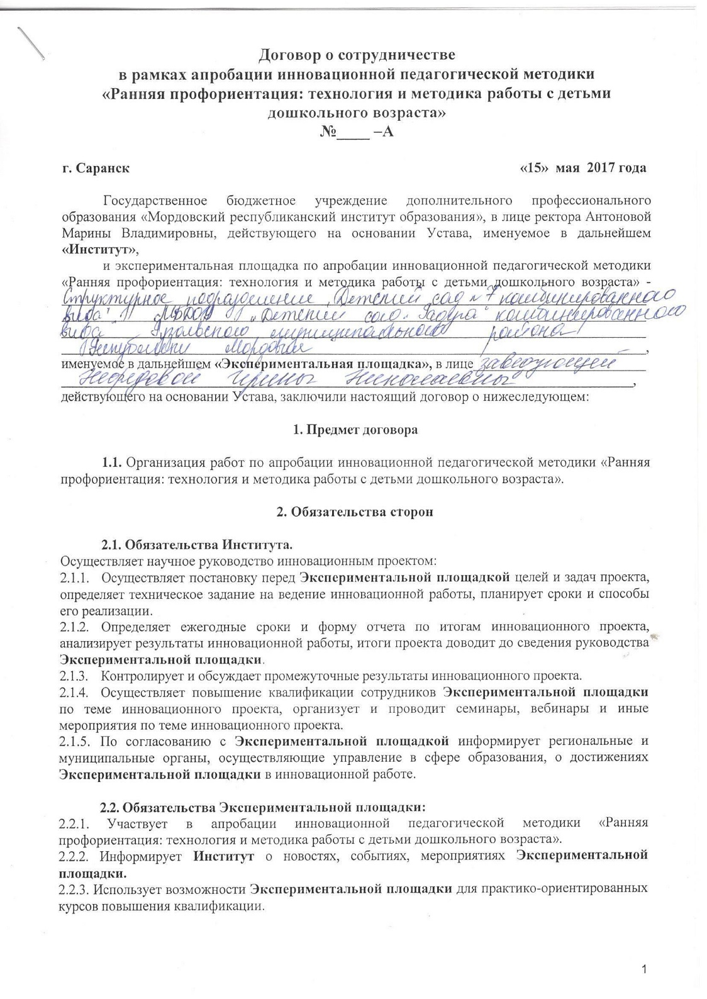 Договор о сотрудничестве
в рамках апробации инновационной педагогической методики
«Ранняя профориентация: технология и методика работы с детьми
дошкольного возраста»
№____ –А
г. Саранск «15» мая 2017 года
Государственное бюджетное учреждение дополнительного профессионального
образования «Мордовский республиканский институт образования», в лице ректора Антоновой
Марины Владимировны, действующего на основании Устава, именуемое в дальнейшем
«Институт»,
и экспериментальная площадка по апробации инновационной педагогической методики
«Ранняя профориентация: технология и методика работы с детьми дошкольного возраста» -
Структурное подразделение „Детский сад №7 комбинированного
вида" МБДОУ „Детский сад комбинированного
вида" муниципального района
Республики Мордовия,
именуемое в дальнейшем «Экспериментальная площадка», в лице заведующей
Ирины Николаевны,
действующего на основании Устава, заключили настоящий договор о нижеследующем:
1. Предмет договора
1.1. Организация работ по апробации инновационной педагогической методики «Ранняя
профориентация: технология и методика работы с детьми дошкольного возраста».
2. Обязательства сторон
2.1. Обязательства Института.
Осуществляет научное руководство инновационным проектом:
2.1.1. Осуществляет постановку перед Экспериментальной площадкой целей и задач проекта,
определяет техническое задание на ведение инновационной работы, планирует сроки и способы
его реализации.
2.1.2. Определяет ежегодные сроки и форму отчета по итогам инновационного проекта,
анализирует результаты инновационной работы, итоги проекта доводит до сведения руководства
Экспериментальной площадки.
2.1.3. Контролирует и обсуждает промежуточные результаты инновационного проекта.
2.1.4. Осуществляет повышение квалификации сотрудников Экспериментальной площадки
по теме инновационного проекта, организует и проводит семинары, вебинары и иные
мероприятия по теме инновационного проекта.
2.1.5. По согласованию с Экспериментальной площадкой информирует региональные и
муниципальные органы, осуществляющие управление в сфере образования, о достижениях
Экспериментальной площадки в инновационной работе.
2.2. Обязательства Экспериментальной площадки:
2.2.1. Участвует в апробации инновационной педагогической методики «Ранняя
профориентация: технология и методика работы с детьми дошкольного возраста».
2.2.2. Информирует Институт о новостях, событиях, мероприятиях Экспериментальной
площадки.
2.2.3. Использует возможности Экспериментальной площадки для практико-ориентированных
курсов повышения квалификации.
1